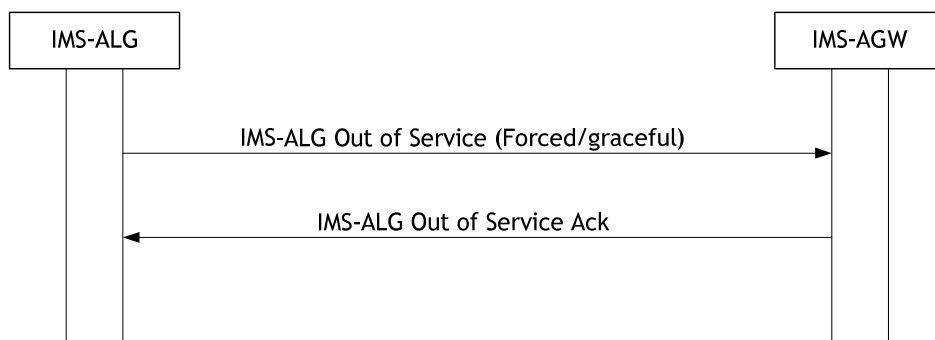 IMS-ALG
IMS-AGW
IMS-ALG Out of Service (Forced/graceful)
IMS-ALG Out of Service Ack